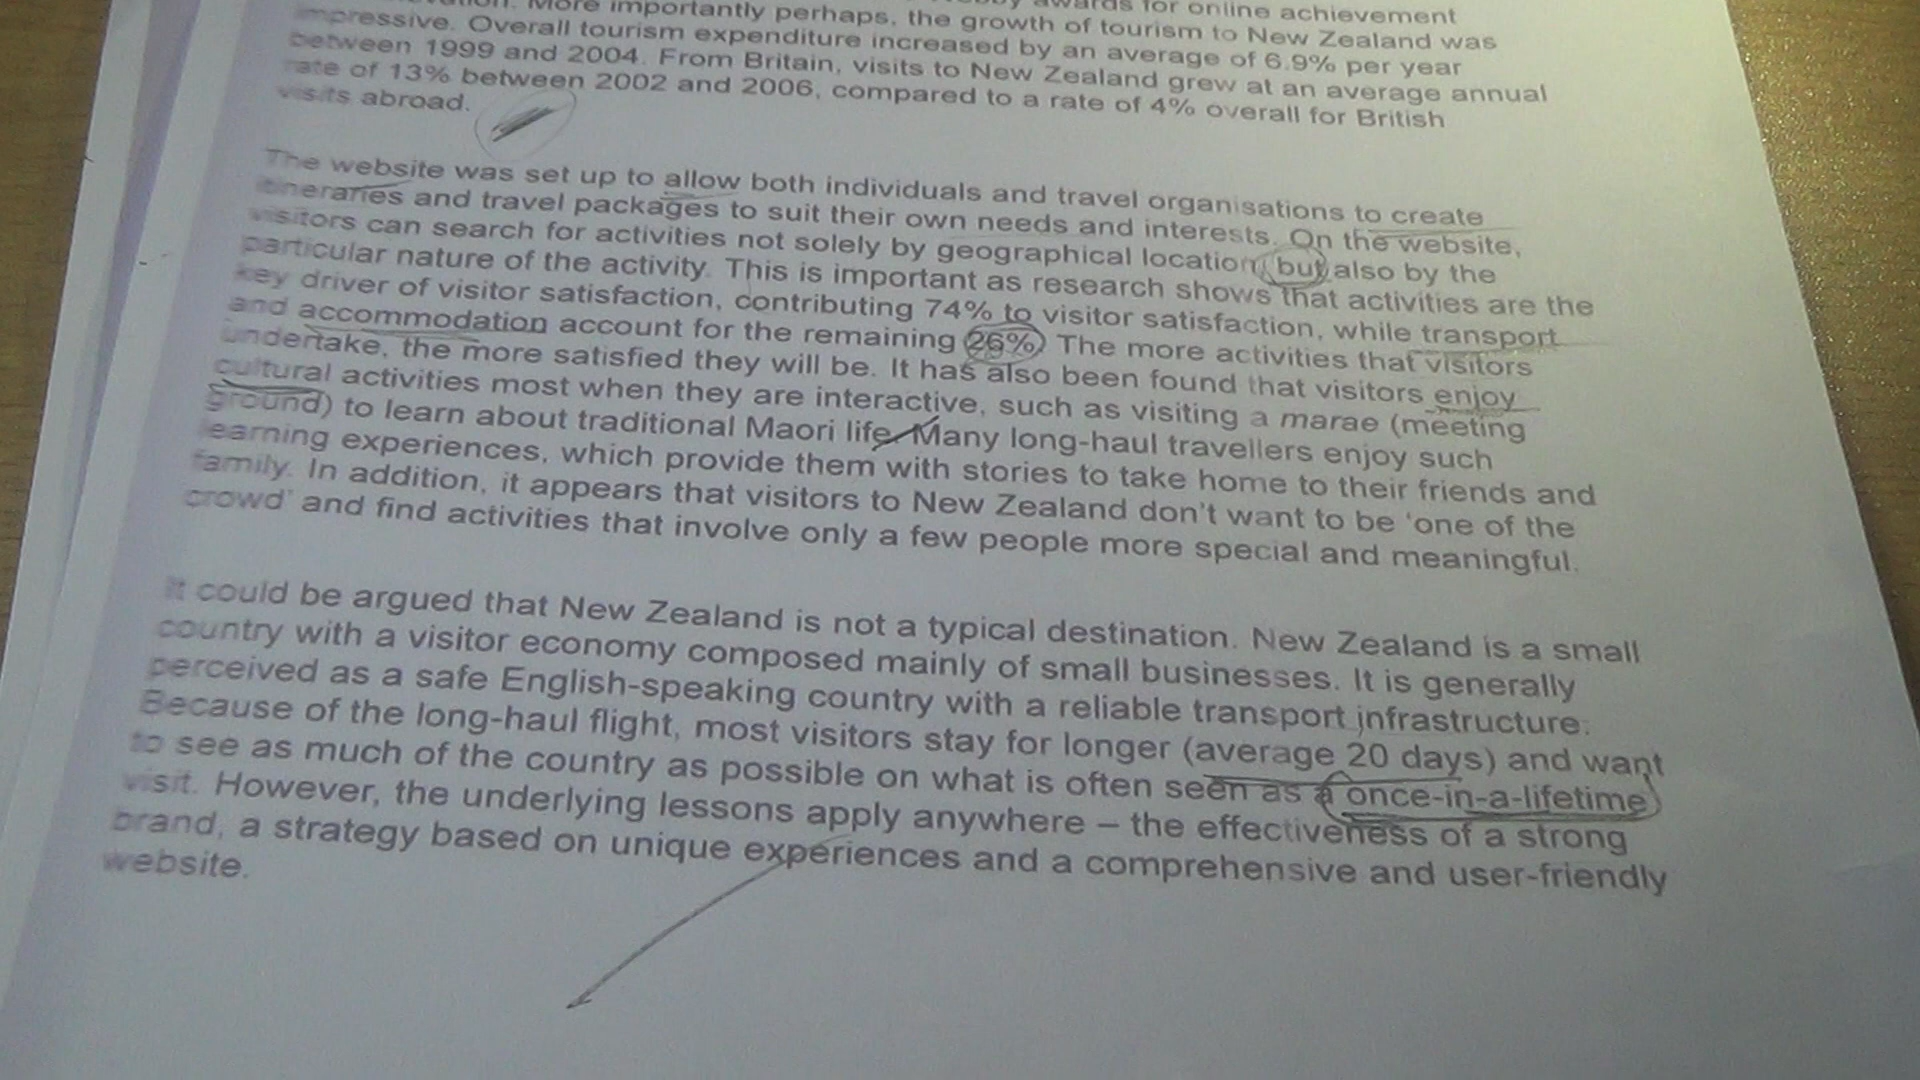 More importantly perhaps, the growth of tourism to New Zealand was
impressive. Overall tourism expenditure increased by an average of 6.9% per year
between 1999 and 2004. From Britain, visits to New Zealand grew at an average annual
rate of 13% between 2002 and 2006, compared to a rate of 4% overall for British
visits abroad.
The website was set up to allow both individuals and travel organisations to create
itineraries and travel packages to suit their own needs and interests. On the website,
visitors can search for activities not solely by geographical location, but also by the
particular nature of the activity. This is important as research shows that activities are the
key driver of visitor satisfaction, contributing 74% to visitor satisfaction, while transport
and accommodation account for the remaining 26%. The more activities that visitors
undertake, the more satisfied they will be. It has also been found that visitors enjoy
cultural activities most when they are interactive, such as visiting a marae (meeting
ground) to learn about traditional Maori life. Many long-haul travellers enjoy such
learning experiences, which provide them with stories to take home to their friends and
family. In addition, it appears that visitors to New Zealand don't want to be 'one of the
crowd' and find activities that involve only a few people more special and meaningful.
It could be argued that New Zealand is not a typical destination. New Zealand is a small
country with a visitor economy composed mainly of small businesses. It is generally
perceived as a safe English-speaking country with a reliable transport infrastructure.
Because of the long-haul flight, most visitors stay for longer (average 20 days) and want
to see as much of the country as possible on what is often seen as a once-in-a-lifetime
visit. However, the underlying lessons apply anywhere – the effectiveness of a strong
brand, a strategy based on unique experiences and a comprehensive and user-friendly
website.